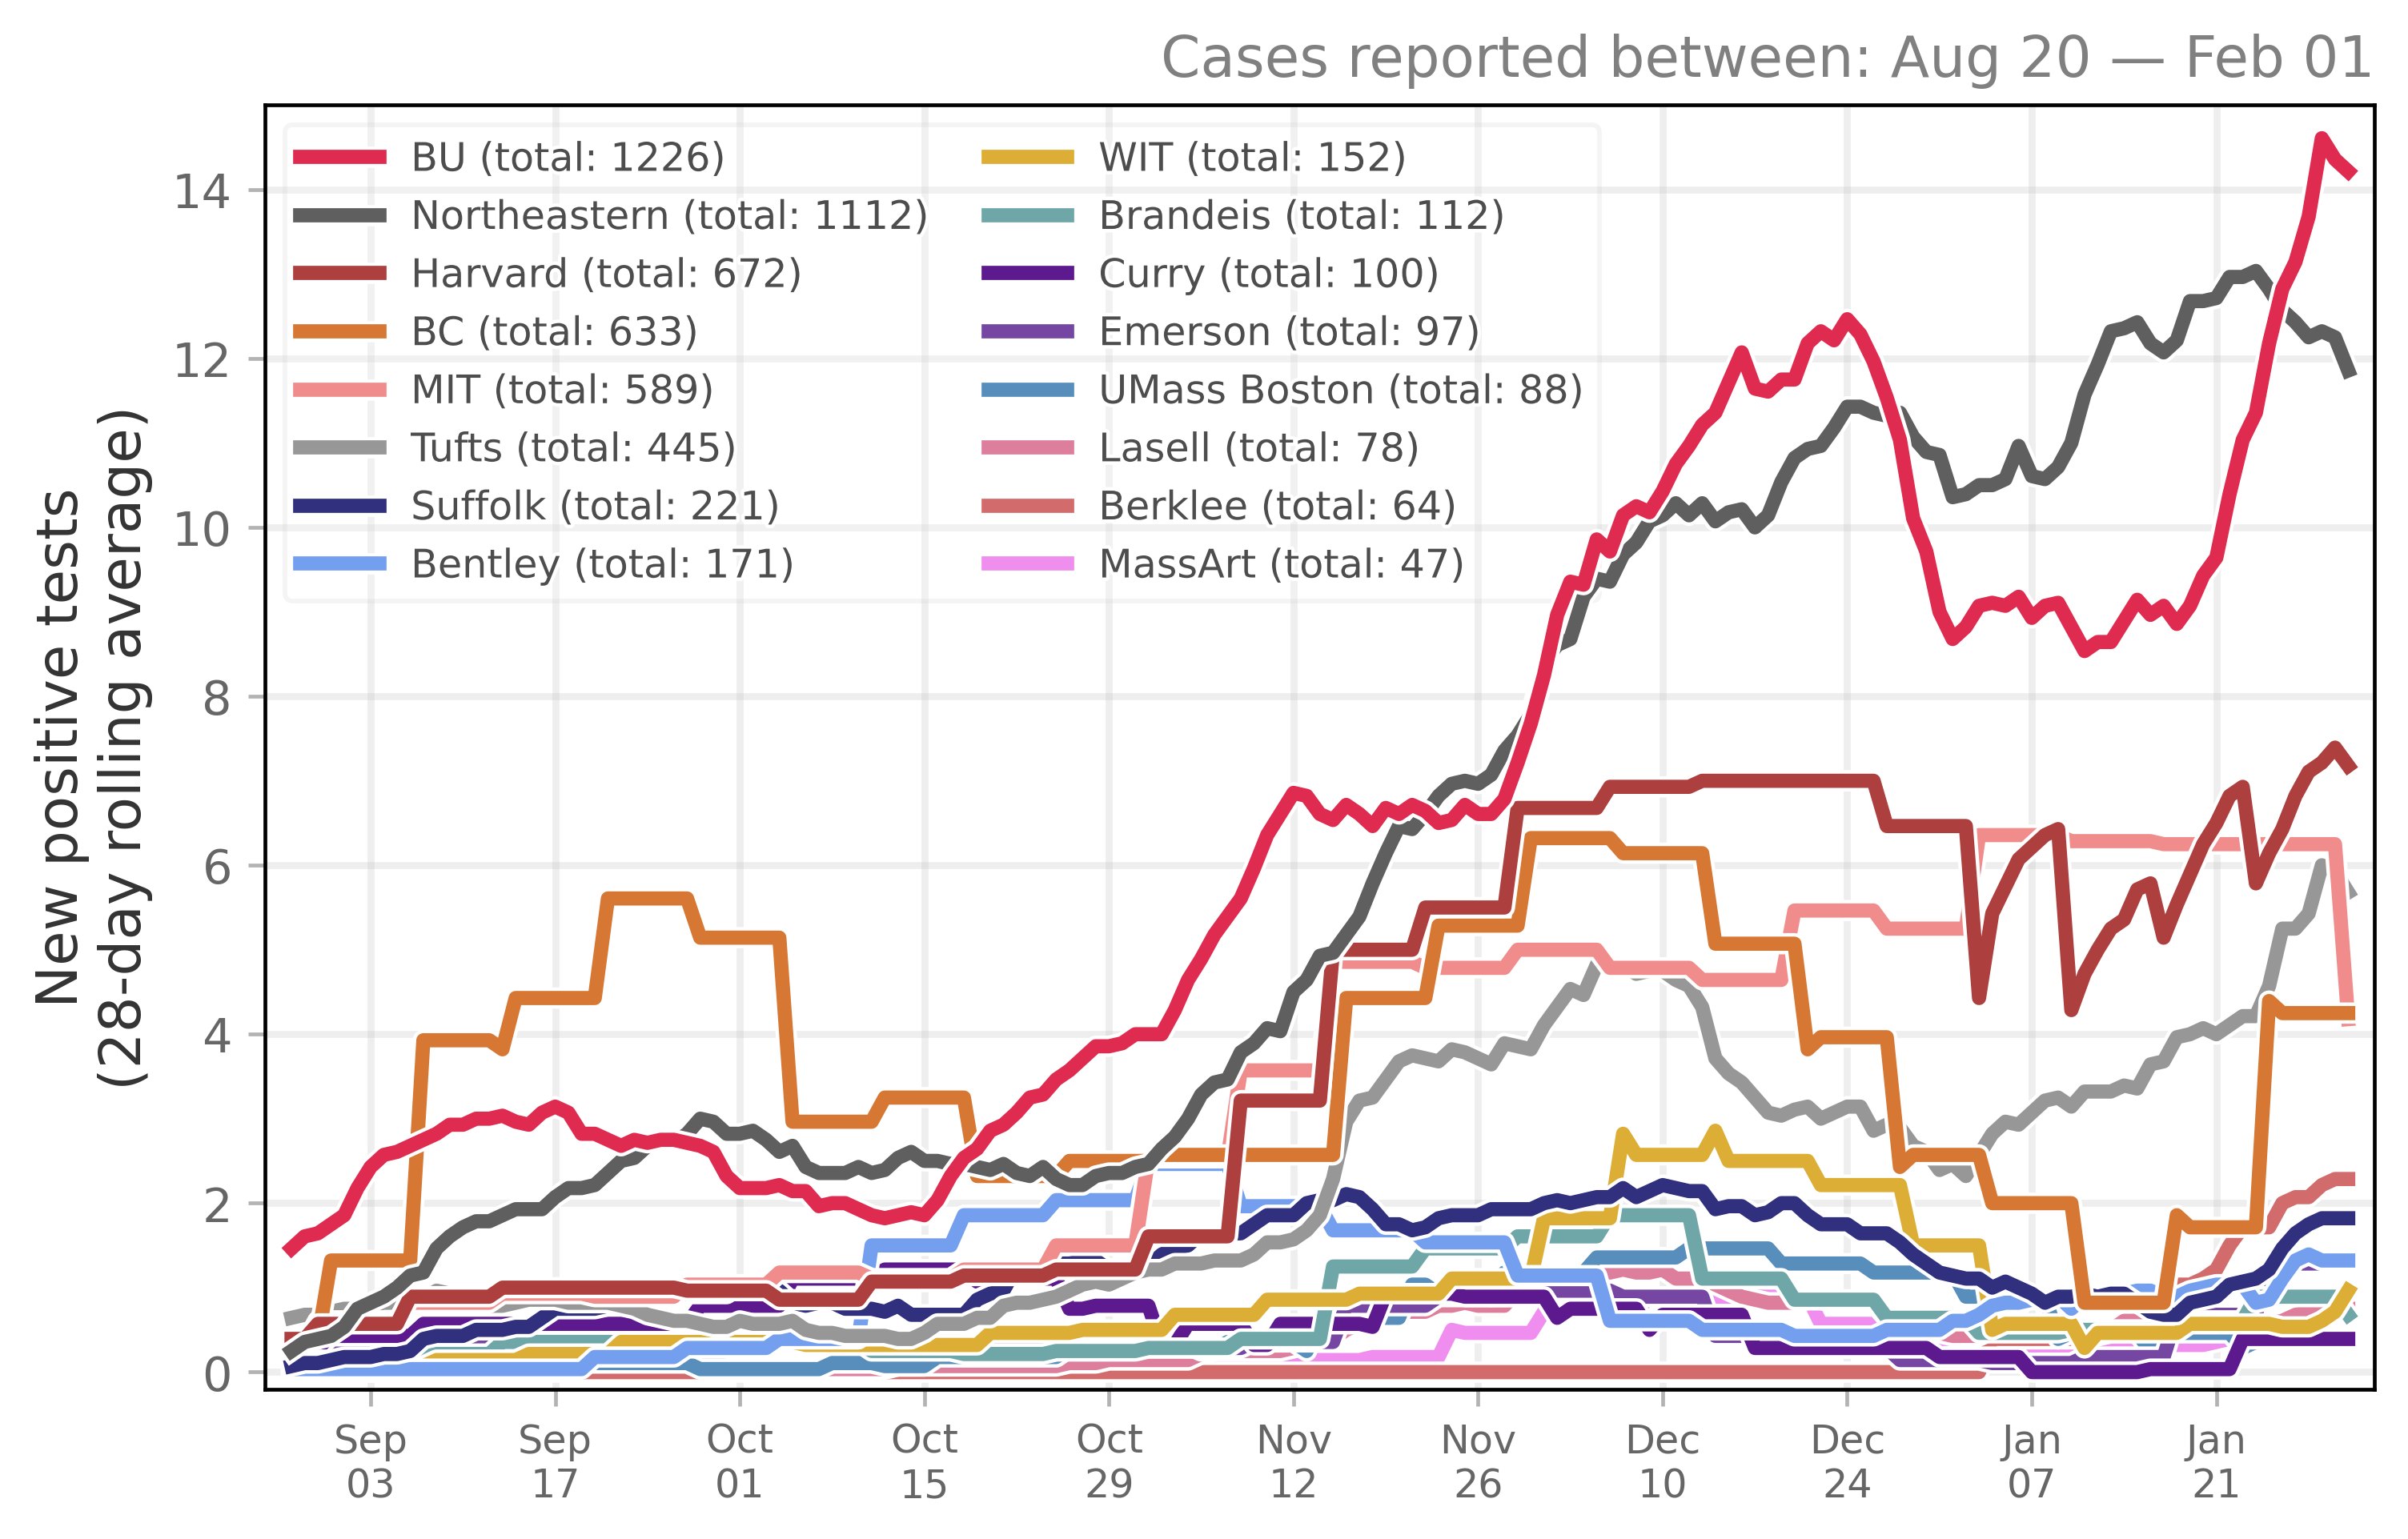 Cases reported between: Aug 20 — Feb 01
BU (total: 1226)
Northeastern (total: 1112)
Harvard (total: 672)
BC (total: 633)
MIT (total: 589)
Tufts (total: 445)
Suffolk (total: 221)
Bentley (total: 171)
WIT (total: 152)
Brandeis (total: 112)
Curry (total: 100)
Emerson (total: 97)
UMass Boston (total: 88)
Lasell (total: 78)
Berklee (total: 64)
MassArt (total: 47)
New positive tests
(28-day rolling average)
14
12
10
8
6
4
2
0
Sep
03
Sep
17
Oct
01
Oct
15
Oct
29
Nov
12
Nov
26
Dec
10
Dec
24
Jan
07
Jan
21